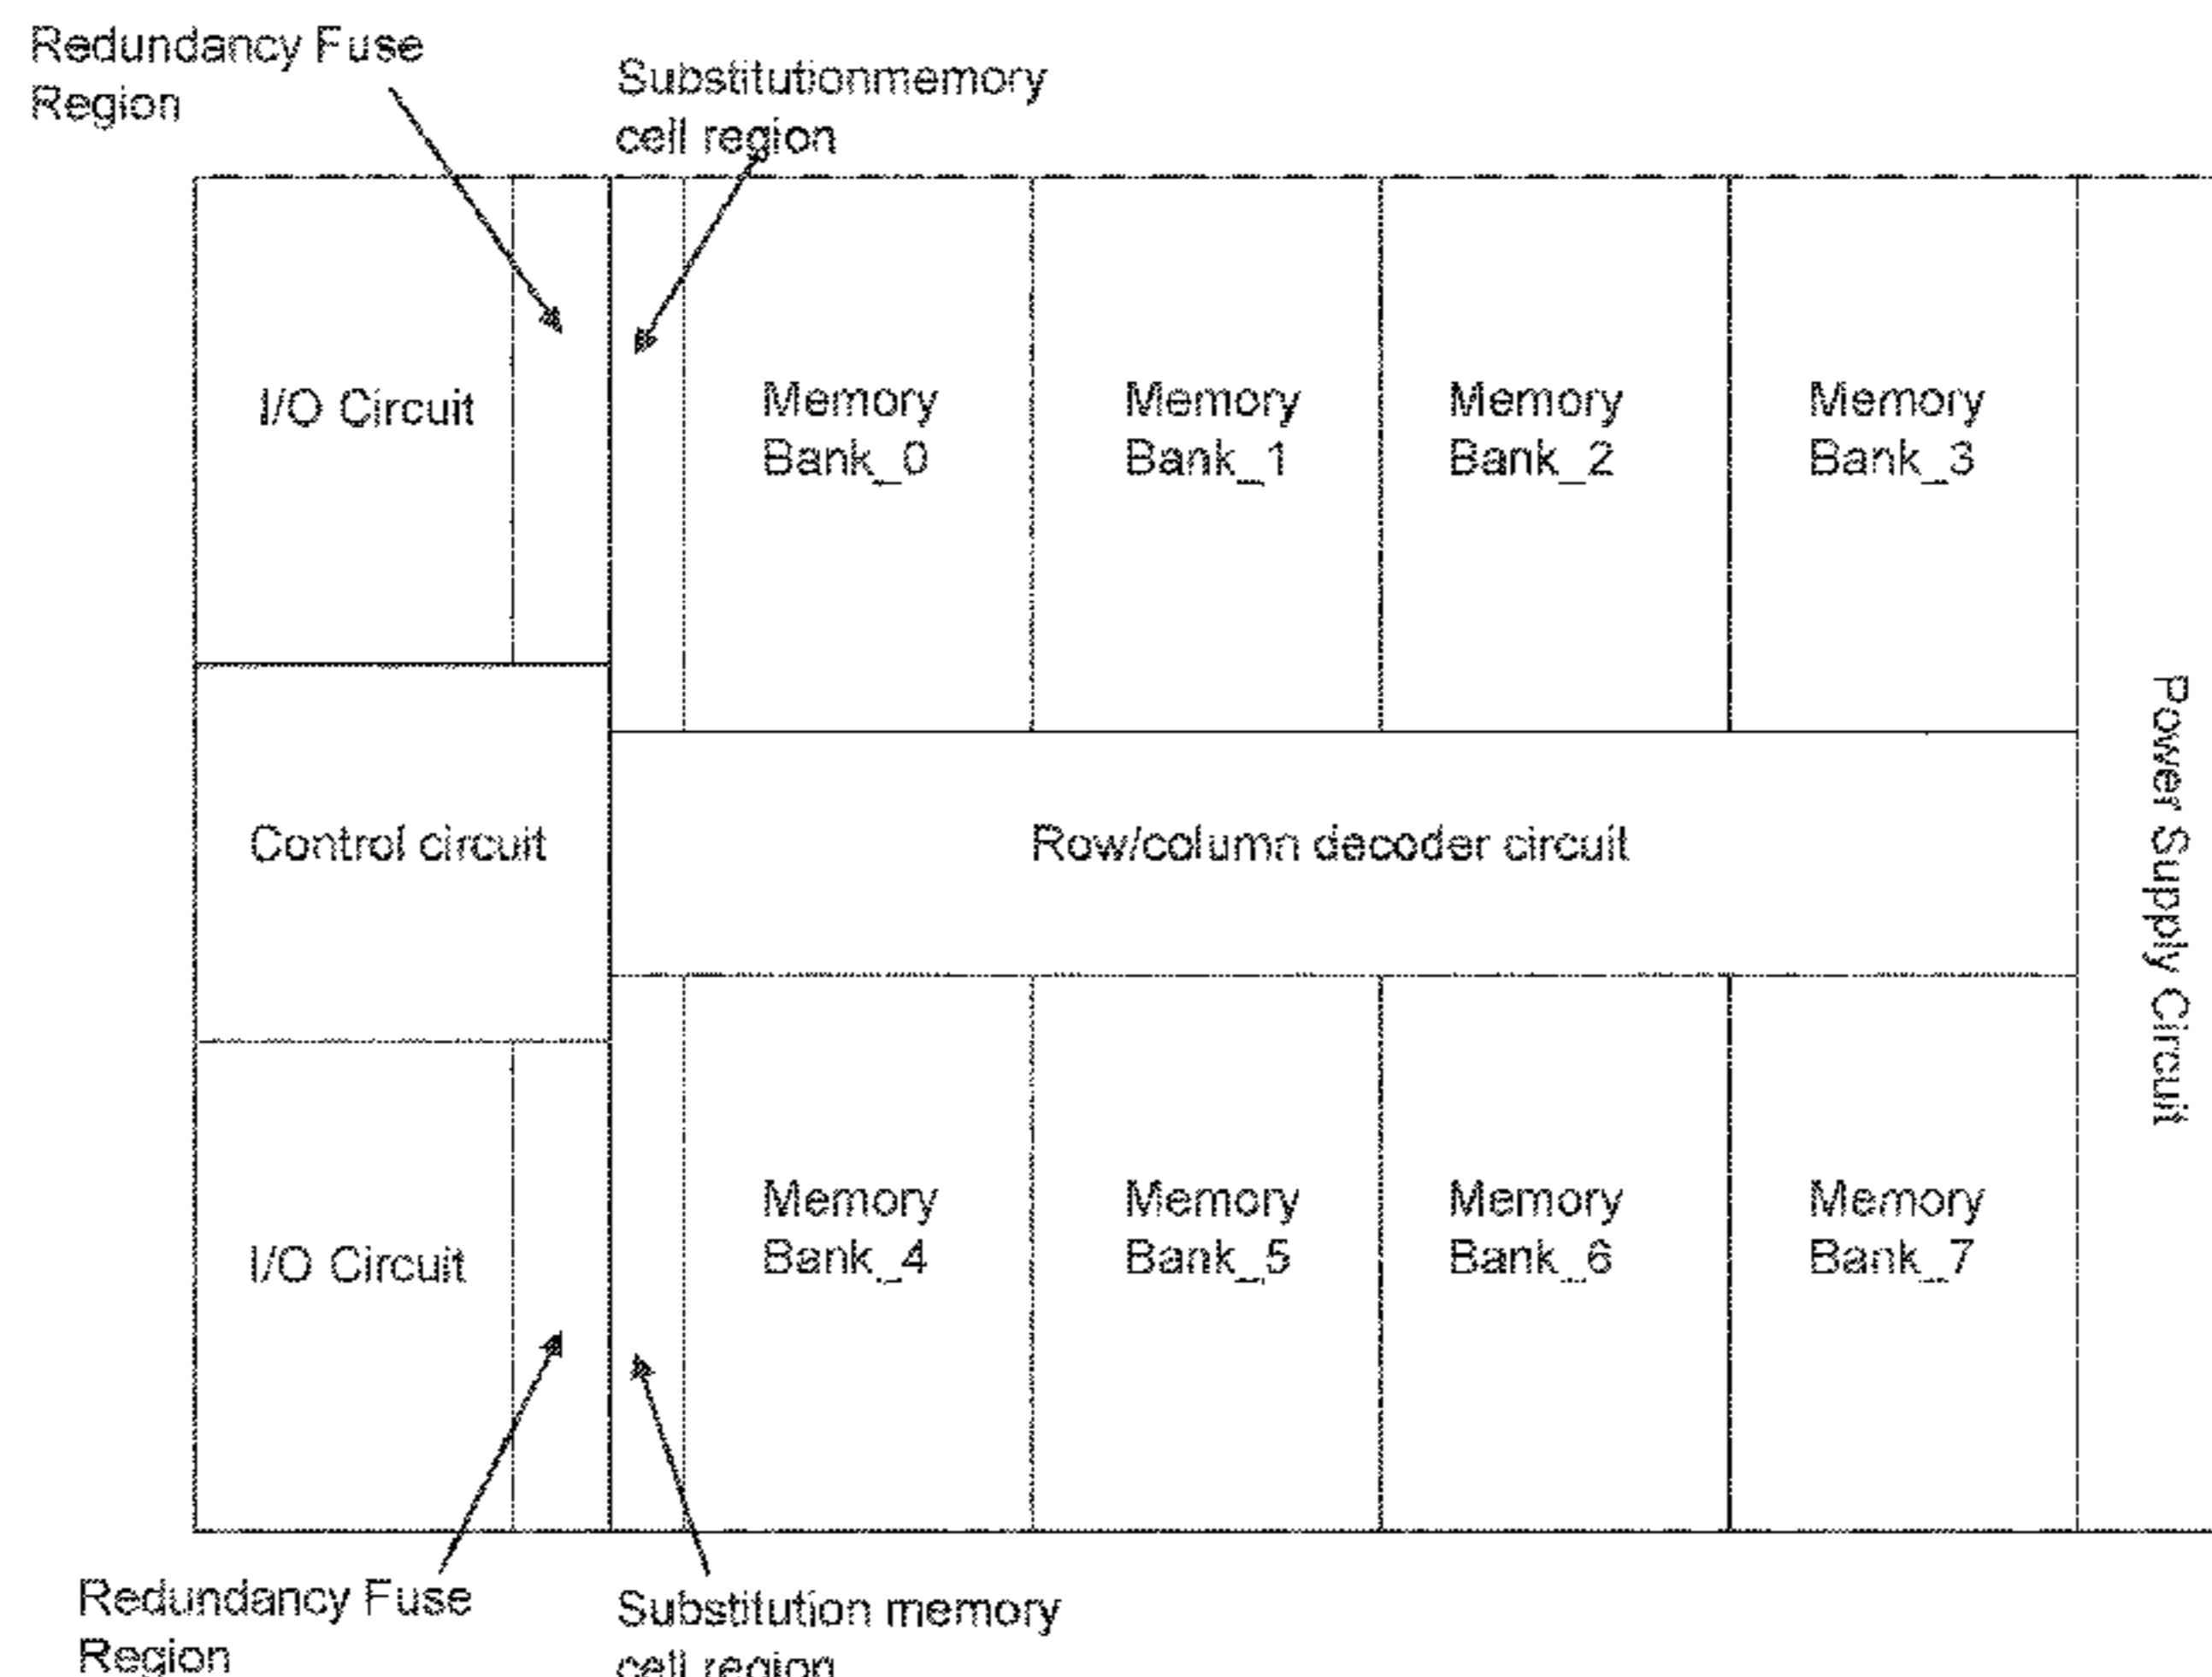 Redundancy Fuse
Region
Substitutionmemory
cell region
I/O Circuit
Memory
Bank_0
Memory
Bank_1
Memory
Bank_2
Memory
Bank_3
Control circuit
Row/column decoder circuit
Power Supply Circuit
I/O Circuit
Memory
Bank_4
Memory
Bank_5
Memory
Bank_6
Memory
Bank_7
Redundancy Fuse
Region
Substitution memory
cell region